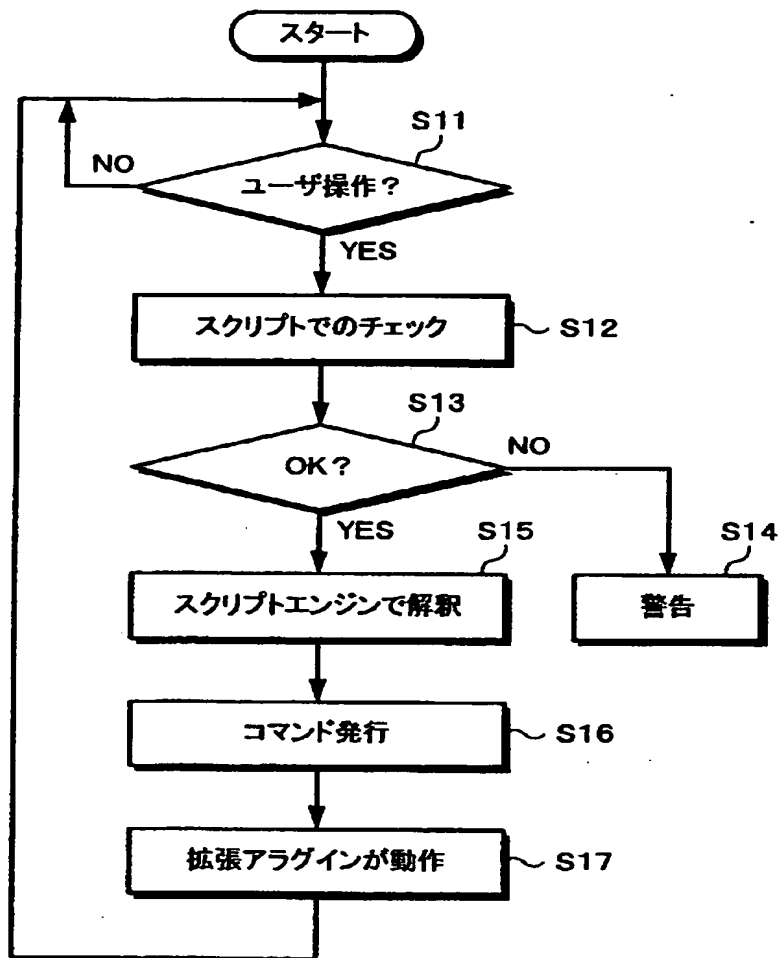 スタート
S11
NO
ユーザ操作？
YES
スクリプトでのチェック
S12
S13
NO
OK？
YES
S15
S14
スクリプトエンジンで解釈
警告
コマンド発行
S16
拡張アラグインが動作
S17